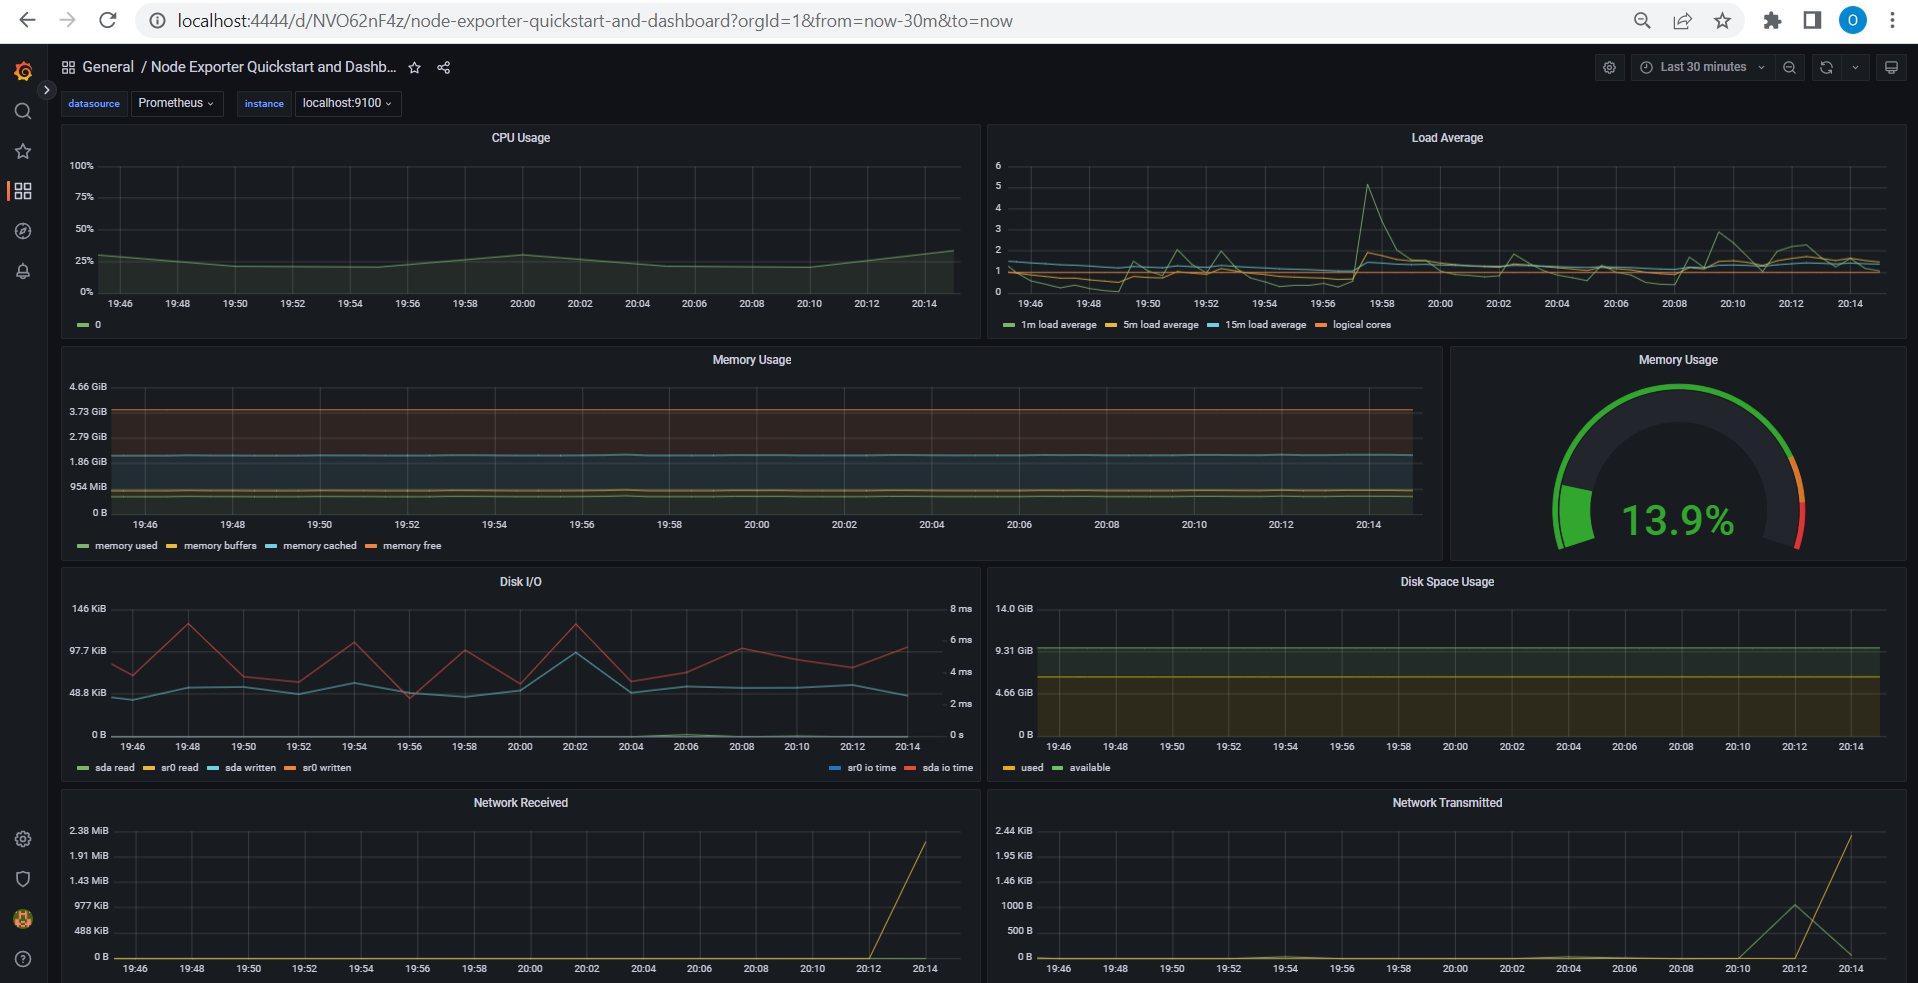 localhost:4444/d/NVO62nF4z/node-exporter-quickstart-and-dashboard?orgId=1&from=now-30m&to=now
O
General / Node Exporter Quickstart and Dashb...
Last 30 minutes
datasource Prometheus instance localhost:9100
CPU Usage
100%
75%
50%
25%
0%
19:46 19:48 19:50 19:52 19:54 19:56 19:58 20:00 20:02 20:04 20:06 20:08 20:10 20:12 20:14
0
Load Average
6
5
4
3
2
1
0
19:46 19:48 19:50 19:52 19:54 19:56 19:58 20:00 20:02 20:04 20:06 20:08 20:10 20:12 20:14
1m load average 5m load average 15m load average logical cores
Memory Usage
4.66 GiB
3.73 GiB
2.79 GiB
1.86 GiB
954 MiB
0 B
19:46 19:48 19:50 19:52 19:54 19:56 19:58 20:00 20:02 20:04 20:06 20:08 20:10 20:12 20:14
memory used memory buffers memory cached memory free
Memory Usage
13.9%
Disk I/O
146 KiB
97.7 KiB
48.8 KiB
0 B
8 ms
6 ms
4 ms
2 ms
0 s
19:46 19:48 19:50 19:52 19:54 19:56 19:58 20:00 20:02 20:04 20:06 20:08 20:10 20:12 20:14
sda read sr0 read sda written sr0 written sr0 io time sda io time
Disk Space Usage
14.0 GiB
9.31 GiB
4.66 GiB
0 B
19:46 19:48 19:50 19:52 19:54 19:56 19:58 20:00 20:02 20:04 20:06 20:08 20:10 20:12 20:14
used available
Network Received
2.38 MiB
1.91 MiB
1.43 MiB
977 KiB
488 KiB
0 B
19:46 19:48 19:50 19:52 19:54 19:56 19:58 20:00 20:02 20:04 20:06 20:08 20:10 20:12 20:14
Network Transmitted
2.44 KiB
1.95 KiB
1.46 KiB
1000 B
500 B
0 B
19:46 19:48 19:50 19:52 19:54 19:56 19:58 20:00 20:02 20:04 20:06 20:08 20:10 20:12 20:14